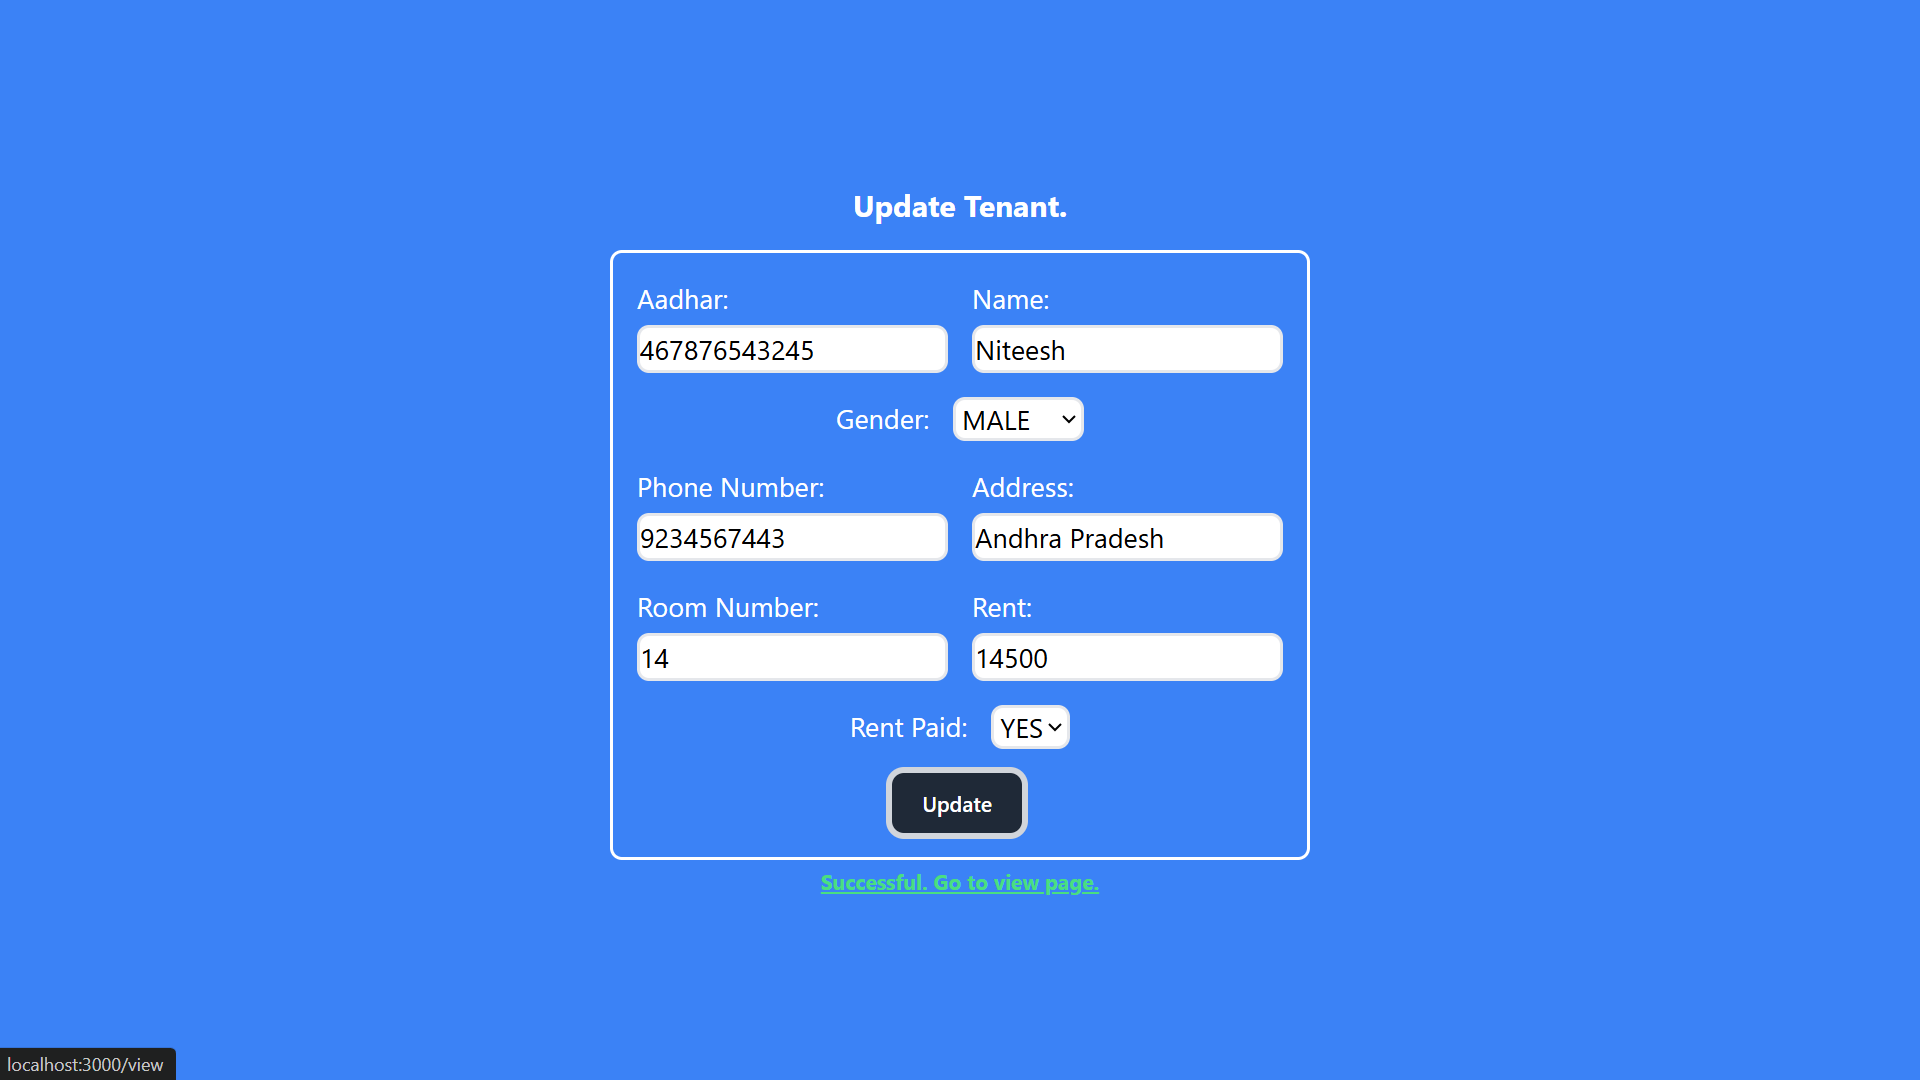 Update Tenant.
Aadhar: Name:
467876543245 Niteesh
Gender: MALE
Phone Number: Address:
9234567443 Andhra Pradesh
Room Number: Rent:
14 14500
Rent Paid: YES
Update
Successful. Go to view page.
localhost:3000/view